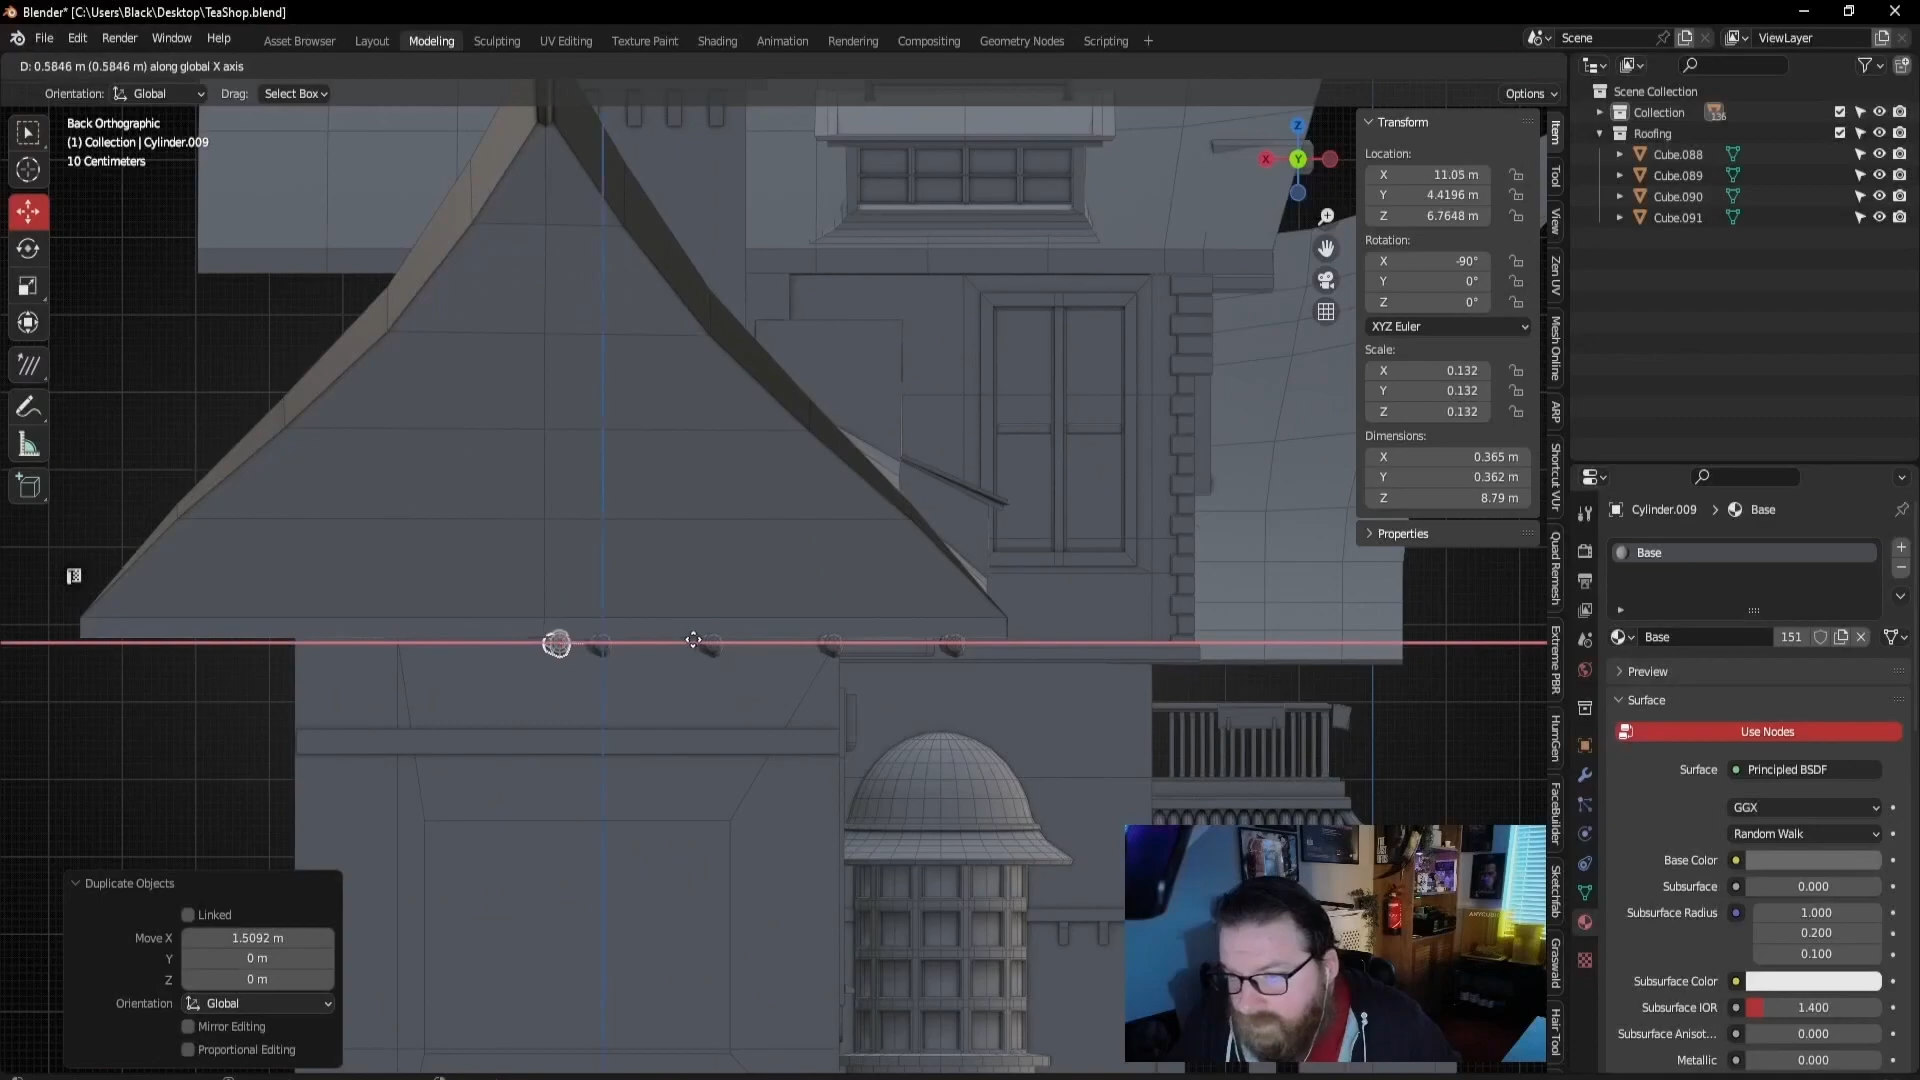 Blender* [C:\Users\Black\Desktop\TeaShop.blend]
File Edit Render Window Help
Asset Browser Layout Modeling Sculpting UV Editing Texture Paint Shading Animation Rendering Compositing Geometry Nodes Scripting +
Scene
ViewLayer
D: 0.5846 m (0.5846 m) along global X axis
Orientation: Global Drag: Select Box
Options
Back Orthographic
(1) Collection | Cylinder.009
10 Centimeters
Z
X
Y
Transform
Location:
X 11.05 m
Y 4.4196 m
Z 6.7648 m
Rotation:
X -90°
Y 0°
Z 0°
XYZ Euler
Scale:
X 0.132
Y 0.132
Z 0.132
Dimensions:
X 0.365 m
Y 0.362 m
Z 8.79 m
Properties
Item
Tool
View
Zen UV
Mesh Online
ARP
Shortcut VUr
Quad Remesh
Extreme PBR
HumGen
FaceBuilder
Sketchfab
Graswald
Hair Tool
Scene Collection
Collection 136
Roofing
Cube.088
Cube.089
Cube.090
Cube.091
Cylinder.009 > Base
Base
Base 151
Preview
Surface
Use Nodes
Surface Principled BSDF
GGX
Random Walk
Base Color
Subsurface 0.000
Subsurface Radius 1.000
0.200
0.100
Subsurface Color
Subsurface IOR 1.400
Subsurface Anisot... 0.000
Metallic 0.000
Duplicate Objects
Linked
Move X 1.5092 m
Y 0 m
Z 0 m
Orientation Global
Mirror Editing
Proportional Editing